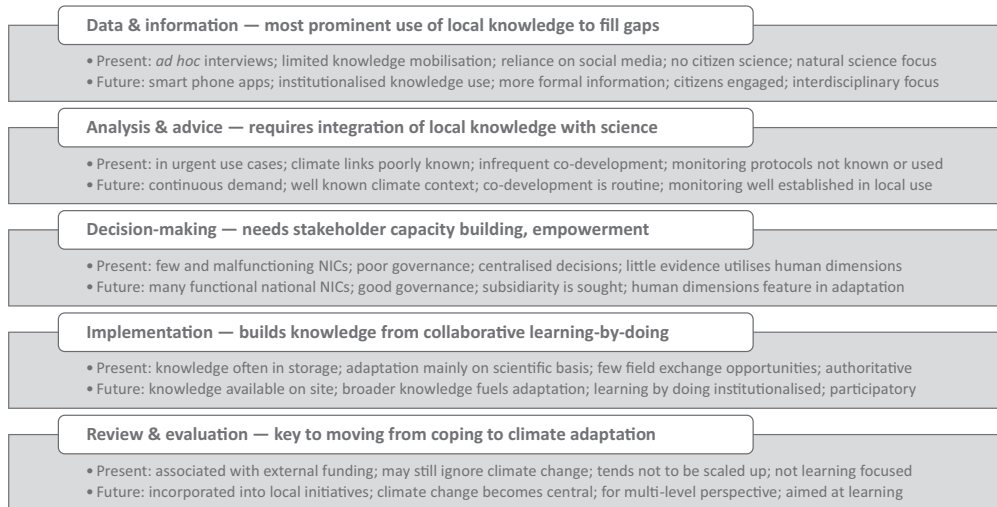 Data & information — most prominent use of local knowledge to fill gaps
• Present: ad hoc interviews; limited knowledge mobilisation; reliance on social media; no citizen science; natural science focus
• Future: smart phone apps; institutionalised knowledge use; more formal information; citizens engaged; interdisciplinary focus
Analysis & advice — requires integration of local knowledge with science
• Present: in urgent use cases; climate links poorly known; infrequent co-development; monitoring protocols not known or used
• Future: continuous demand; well known climate context; co-development is routine; monitoring well established in local use
Decision-making — needs stakeholder capacity building, empowerment
• Present: few and malfunctioning NICs; poor governance; centralised decisions; little evidence utilises human dimensions
• Future: many functional national NICs; good governance; subsidiarity is sought; human dimensions feature in adaptation
Implementation — builds knowledge from collaborative learning-by-doing
• Present: knowledge often in storage; adaptation mainly on scientific basis; few field exchange opportunities; authoritative
• Future: knowledge available on site; broader knowledge fuels adaptation; learning by doing institutionalised; participatory
Review & evaluation — key to moving from coping to climate adaptation
• Present: associated with external funding; may still ignore climate change; tends not to be scaled up; not learning focused
• Future: incorporated into local initiatives; climate change becomes central; for multi-level perspective; aimed at learning